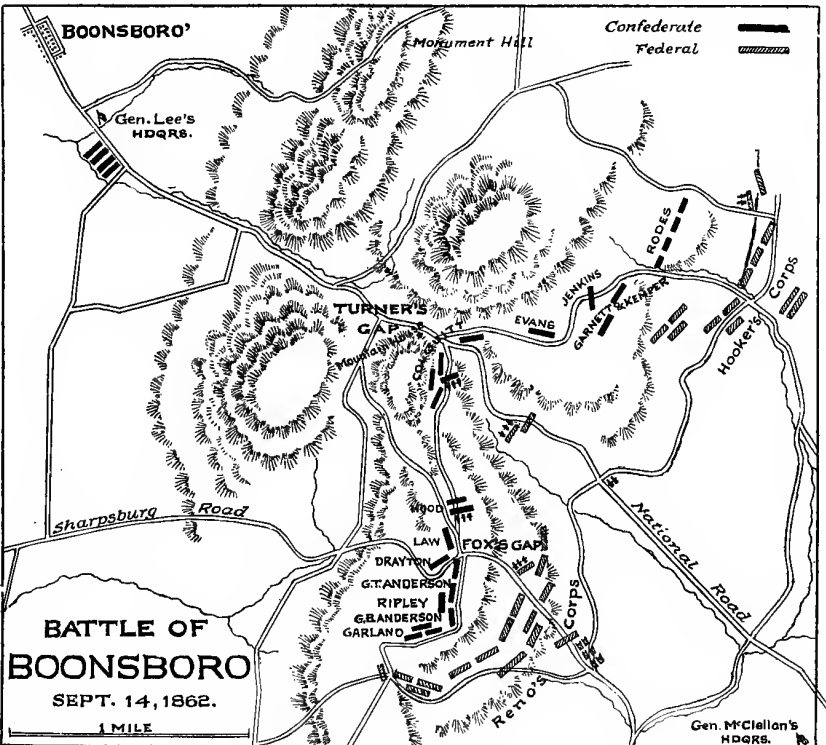 BOONSBORO'
Monument Hill
Confederate
Federal
Gen. Lee's
HDQRS.
RODES
JENKINS
GARNETT & KEMPER
EVANS
TURNER'S
GAP
Mountain House
Hooker's Corps
HOOD
LAW
FOX'S GAP
DRAYTON
G.T. ANDERSON
RIPLEY
G.B. ANDERSON
GARLAND
Sharpsburg Road
National Road
Reno's Corps
BATTLE OF
BOONSBORO
SEPT. 14, 1862.
1 MILE
Gen. McClellan's
HDQRS.